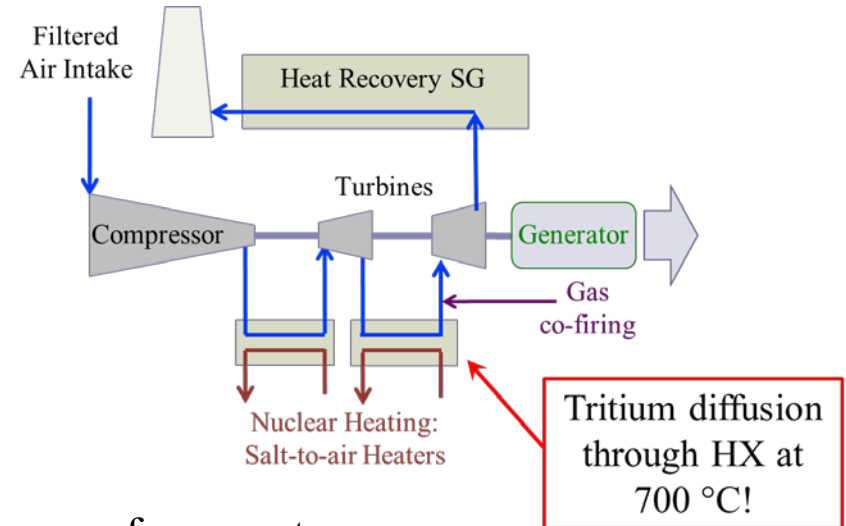 Filtered
Air Intake
Heat Recovery SG
Turbines
Compressor
Generator
Gas
co-firing
Nuclear Heating:
Salt-to-air Heaters
Tritium diffusion
through HX at
700 °C!